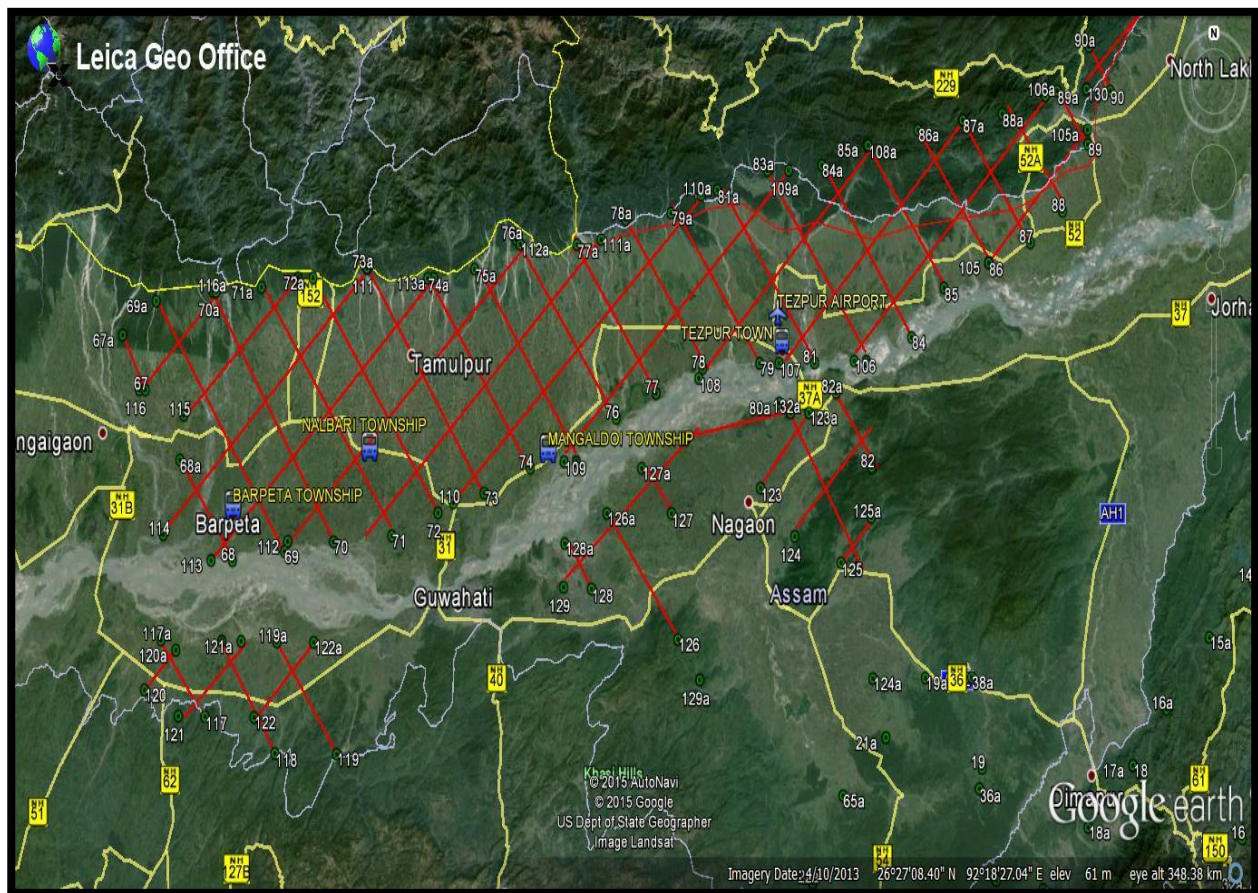 Leica Geo Office
90a
North Laki
NH 229
106a
89a
130
90
88a
87a
86a
105a
89
NH 52A
85a
108a
84a
83a
109a
110a
81a
79a
78a
88
NH 52
87
76a
112a
77a
111a
105
86
73a
111
113a
74a
75a
72a
NH 152
116a
71a
70a
69a
85
TEZPUR AIRPORT
NH 37
Jorha
67a
TEZPUR TOWN
84
Tamulpur
78
108
79
107
81
106
67
116
115
77
76
NH 37A
82a
80a
132a
123a
ngaigaon
NALBARI TOWNSHIP
MANGALDOI TOWNSHIP
82
68a
74
109
127a
BARPETA TOWNSHIP
NH 31B
110
73
123
Nagaon
126a
127
125a
AH1
Barpeta
114
72
71
70
112
69
68
113
NH 31
124
128a
125
129
128
Guwahati
Assam
14
117a
120a
121a
119a
122a
126
15a
NH 40
129a
124a
19a
NH 36
38a
120
121
117
122
16a
118
119
21a
NH 62
Khasi Hills
19
17a
18
NH 61
Dimapur
36a
65a
NH 51
© 2015 AutoNavi
© 2015 Google
US Dept of State Geographer
Image Landsat
Google earth
18a
NH 150
16
NH 127B
NH 54
Imagery Date: 4/10/2013 26°27'08.40" N 92°18'27.04" E elev 61 m eye alt 348.38 km
N